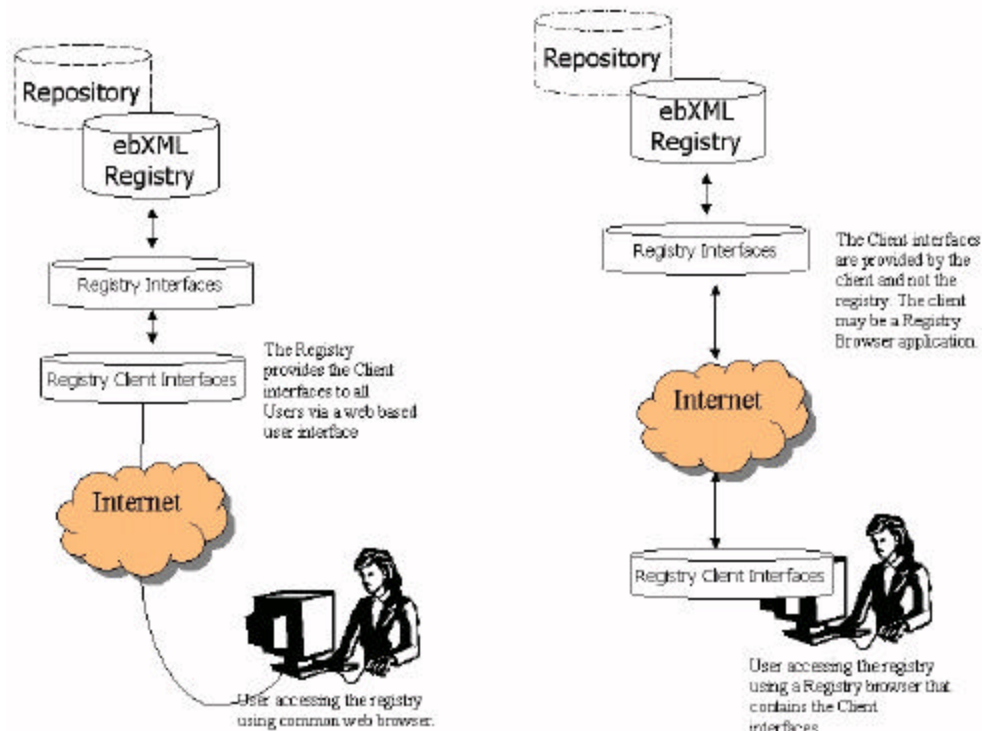 Repository
ebXML
Registry
Registry Interfaces
Registry Client Interfaces
The Registry
provides the Client
interfaces to all
Users via a web based
user interface
Internet
User accessing the registry
using common web browser.
Repository
ebXML
Registry
Registry Interfaces
The Client interfaces
are provided by the
client and not the
registry. The client
may be a Registry
Browser application.
Internet
Registry Client Interfaces
User accessing the registry
using a Registry browser that
contains the Client
interfaces